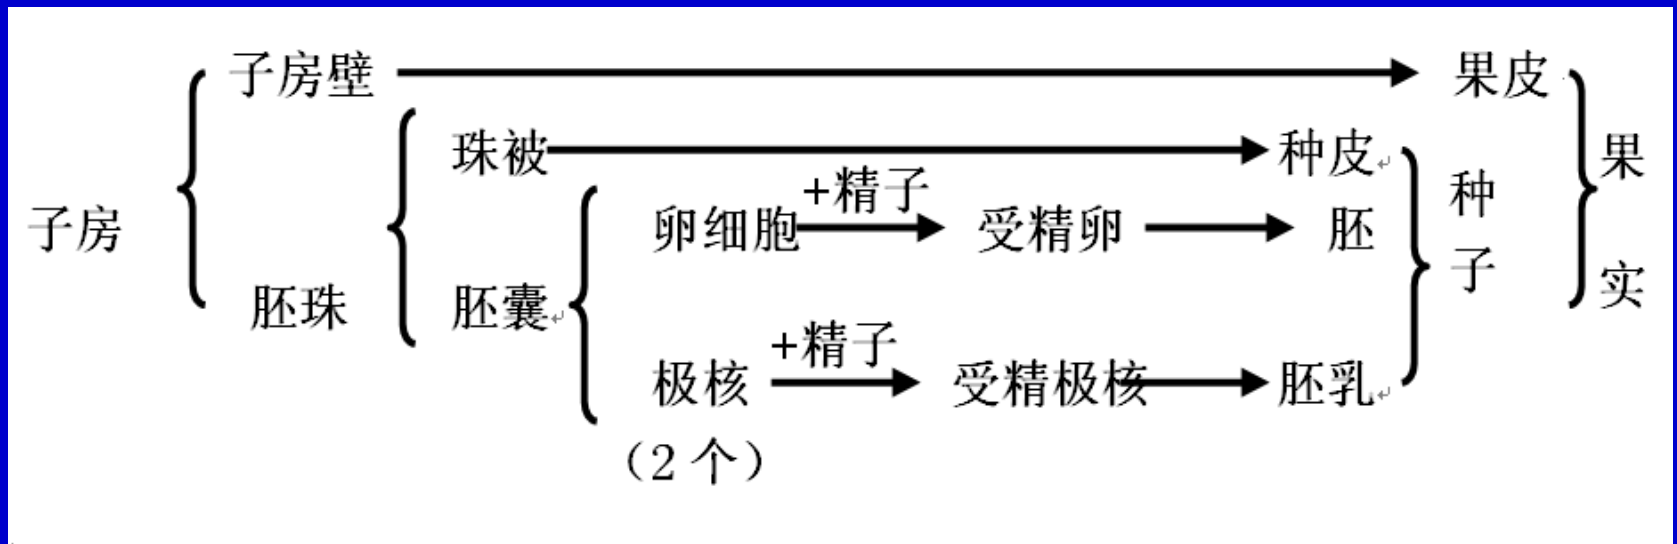 子房壁 果皮
珠被 种皮
+精子
子房 卵细胞 受精卵 胚
胚珠 胚囊
+精子
极核 受精极核 胚乳
（2 个）
种子
果实